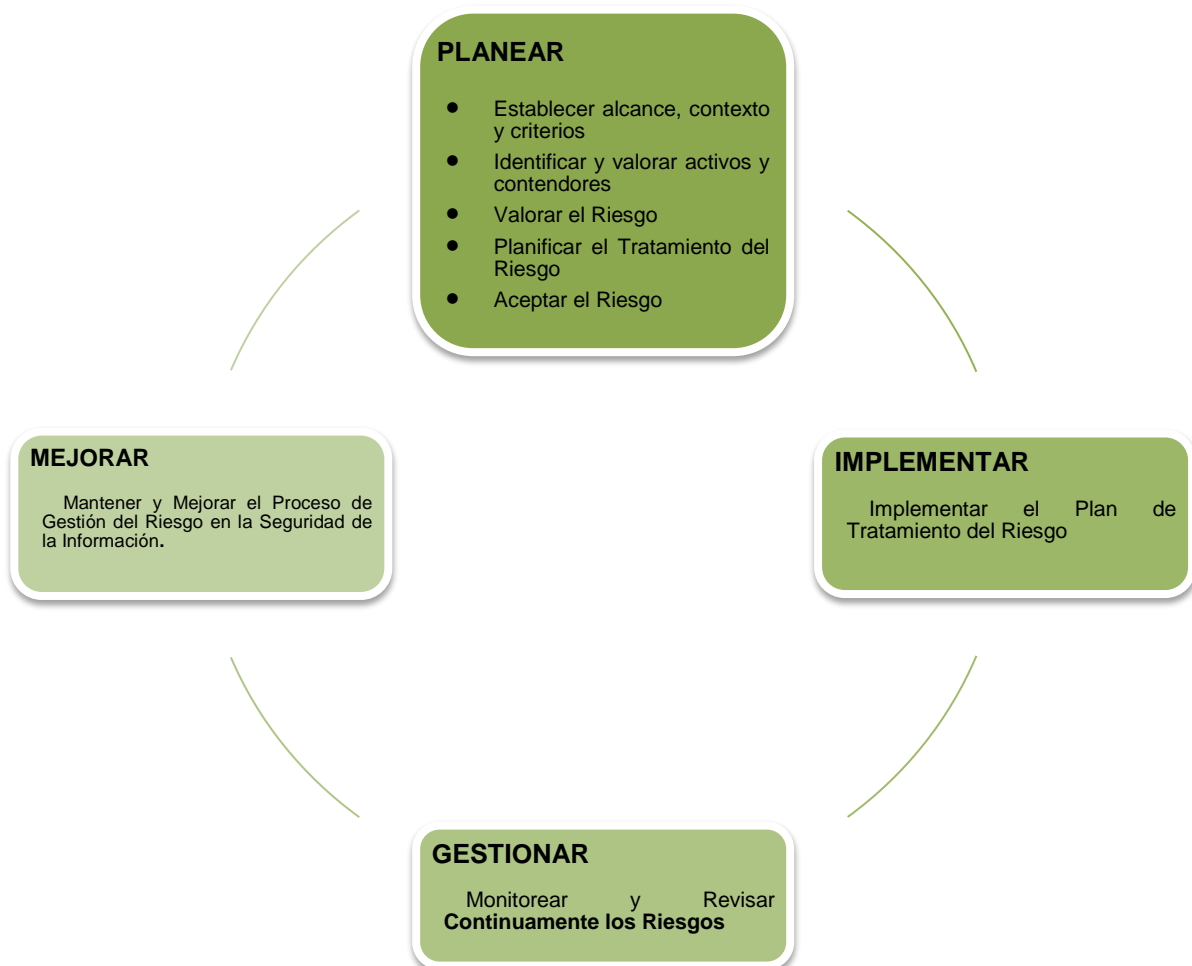 PLANEAR
• Establecer alcance, contexto
y criterios
• Identificar y valorar activos y
contendores
• Valorar el Riesgo
• Planificar el Tratamiento del
Riesgo
• Aceptar el Riesgo
MEJORAR
Mantener y Mejorar el Proceso de
Gestión del Riesgo en la Seguridad de
la Información.
IMPLEMENTAR
Implementar el Plan de
Tratamiento del Riesgo
GESTIONAR
Monitorear y Revisar
Continuamente los Riesgos